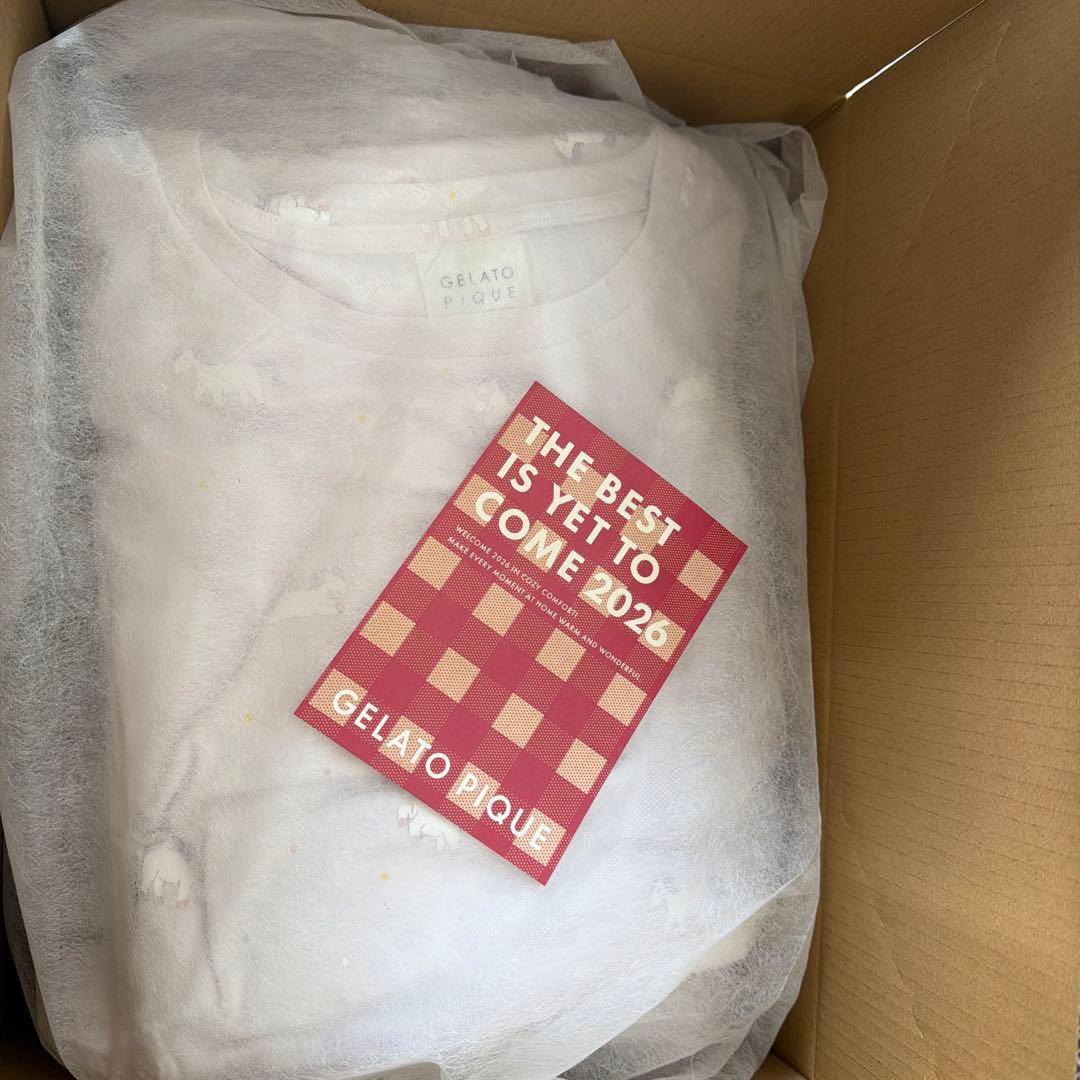 GELATO
PIQUE
THE BEST
IS YET TO
COME 2026
WELCOME 2026 IN COZY COMFORT!
MAKE EVERY MOMENT AT HOME WARM AND WONDERFUL
GELATO PIQUE